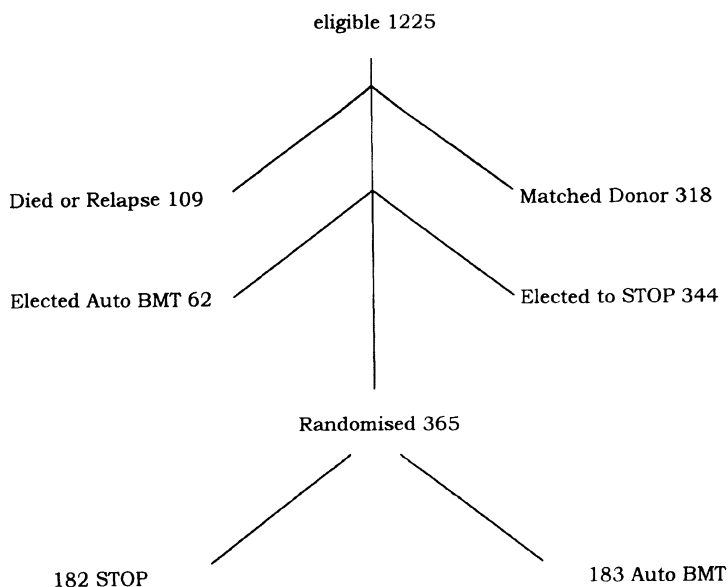 eligible 1225
Died or Relapse 109
Matched Donor 318
Elected Auto BMT 62
Elected to STOP 344
Randomised 365
182 STOP
183 Auto BMT